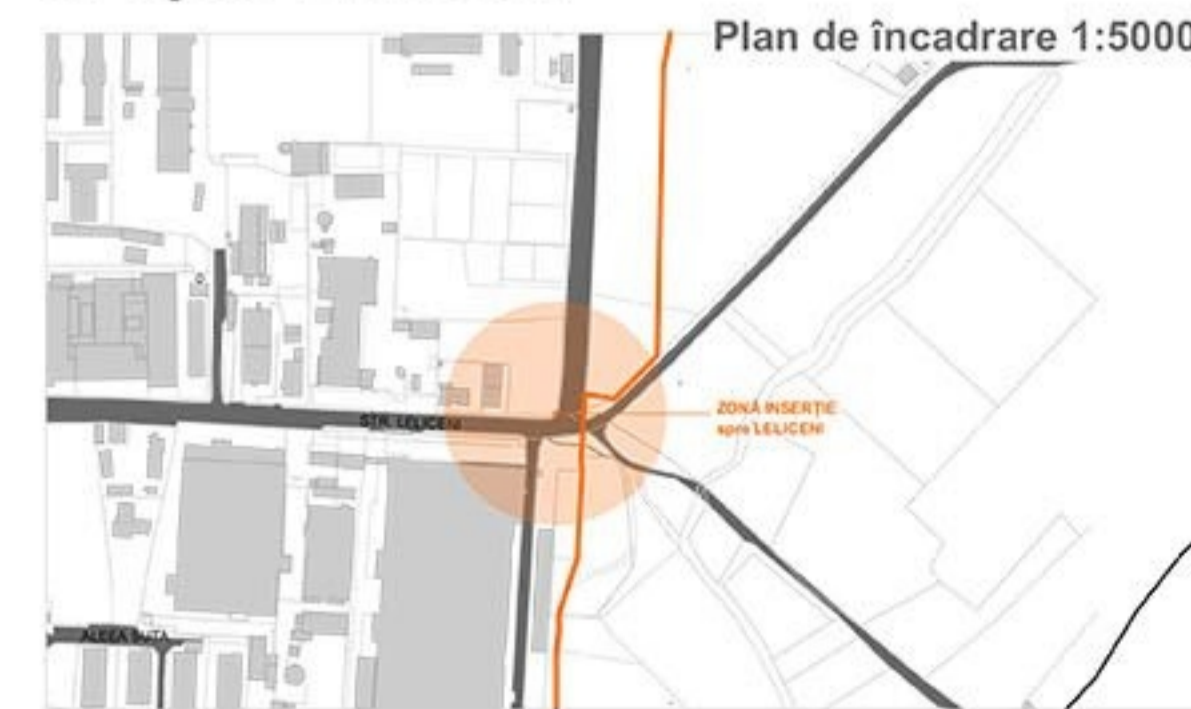 Plan de încadrare 1:5000
STR. LELICENI
ZONĂ INSERȚIE
spre LELICENI
ALEEA